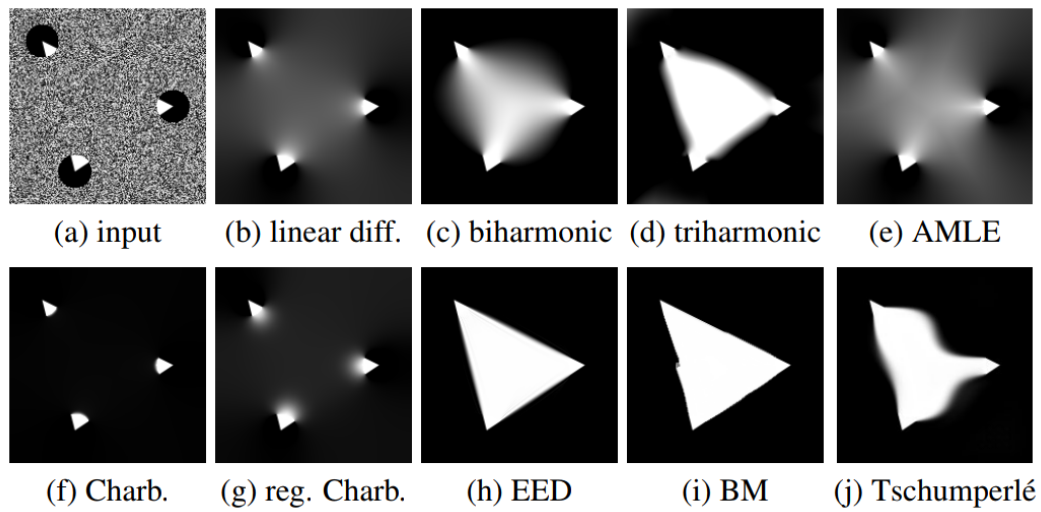 (a) input (b) linear diff. (c) biharmonic (d) triharmonic (e) AMLE
(f) Charb. (g) reg. Charb. (h) EED (i) BM (j) Tschumperlé